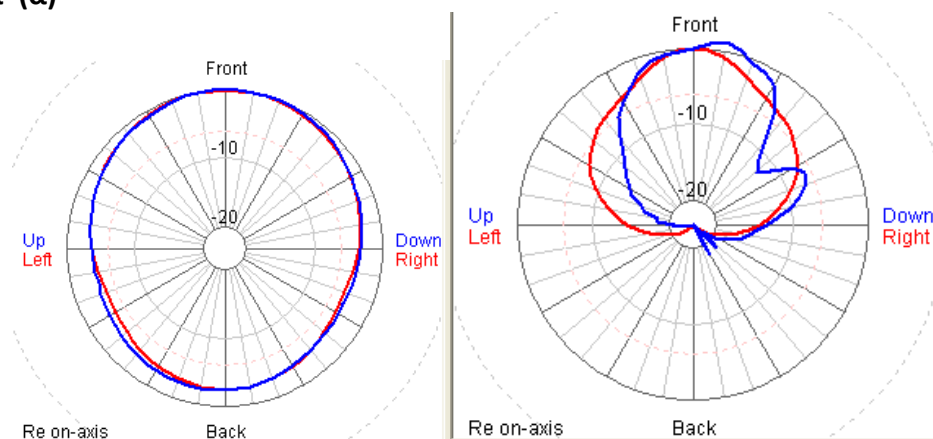 (a)
Front
-10
-20
Up
Left
Down
Right
Re on-axis
Back
Front
-10
-20
Up
Left
Down
Right
Re on-axis
Back